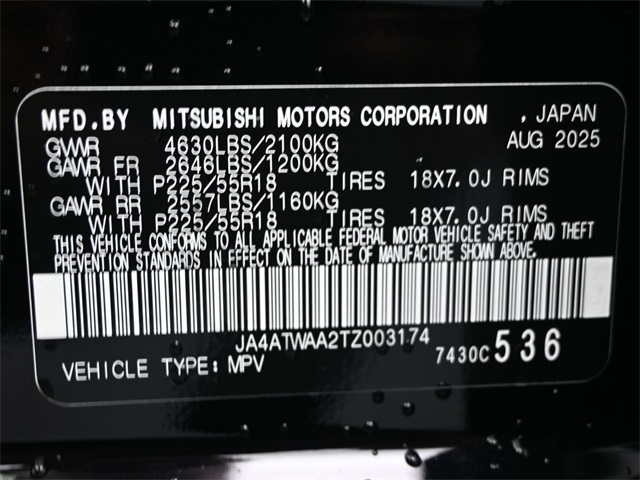 MFD.BY MITSUBISHI MOTORS CORPORATION . JAPAN
AUG 2025
GWWR 4630LBS/2100KG
GAWR FR 2646LBS/1200KG
WITH P225/55R18 TIRES 18X7.0J RIMS
GAWR RR 2557LBS/1160KG
WITH P225/55R18 TIRES 18X7.0J RIMS
THIS VEHICLE CONFORMS TO ALL APPLICABLE FEDERAL MOTOR VEHICLE SAFETY AND THEFT
PREVENTION STANDARDS IN EFFECT ON THE DATE OF MANUFACTURE SHOWN ABOVE.
JA4ATWAA2TZ003174
7430C 536
VEHICLE TYPE:MPV